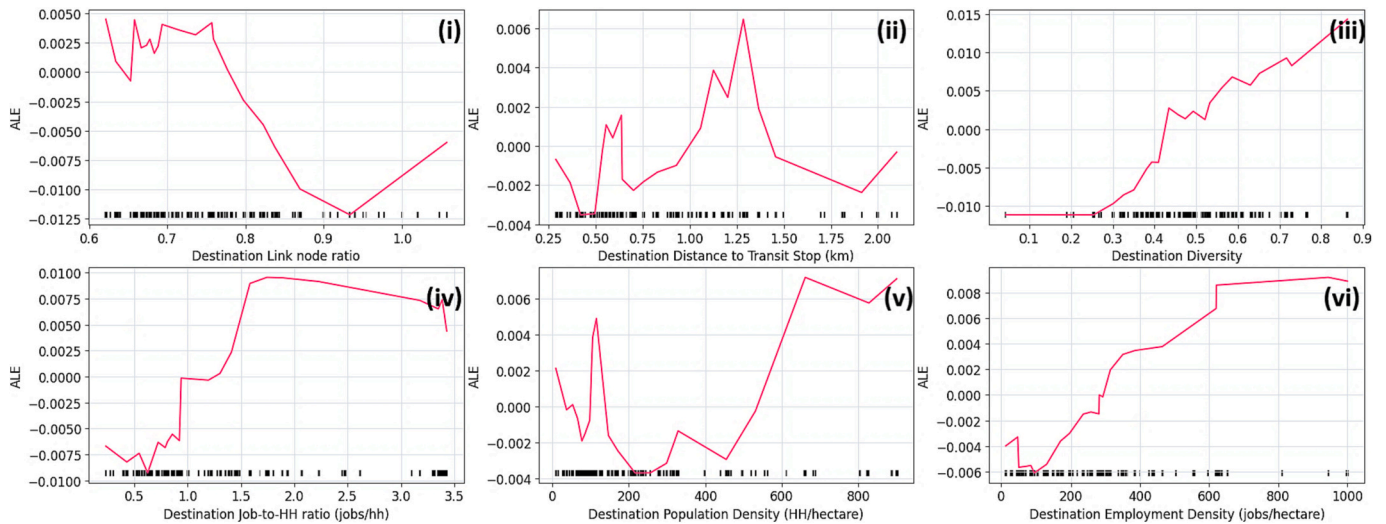 (i)
ALE
0.0050
0.0025
0.0000
−0.0025
−0.0050
−0.0075
−0.0100
−0.0125
0.6 0.7 0.8 0.9 1.0
Destination Link node ratio
(ii)
ALE
0.006
0.004
0.002
0.000
−0.002
−0.004
0.25 0.50 0.75 1.00 1.25 1.50 1.75 2.00
Destination Distance to Transit Stop (km)
(iii)
ALE
0.015
0.010
0.005
0.000
−0.005
−0.010
0.1 0.2 0.3 0.4 0.5 0.6 0.7 0.8 0.9
Destination Diversity
(iv)
ALE
0.0100
0.0075
0.0050
0.0025
0.0000
−0.0025
−0.0050
−0.0075
−0.0100
0.5 1.0 1.5 2.0 2.5 3.0 3.5
Destination Job-to-HH ratio (jobs/hh)
(v)
ALE
0.006
0.004
0.002
0.000
−0.002
−0.004
0 200 400 600 800
Destination Population Density (HH/hectare)
(vi)
ALE
0.008
0.006
0.004
0.002
0.000
−0.002
−0.004
−0.006
0 200 400 600 800 1000
Destination Employment Density (jobs/hectare)